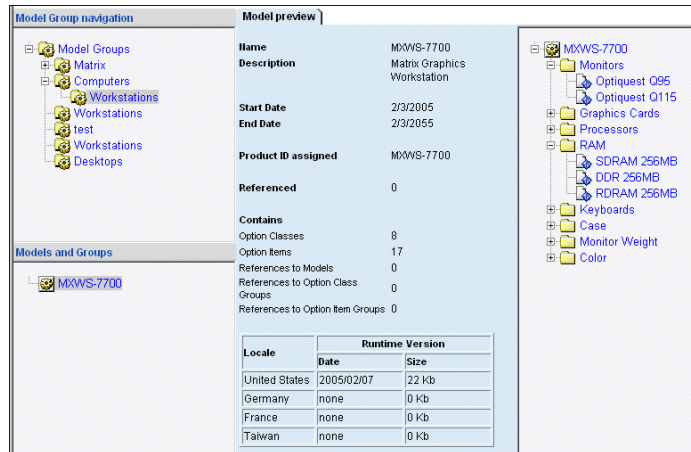 Model Group navigation
Model Groups
Matrix
Computers
Workstations
Workstations
test
Workstations
Desktops
Models and Groups
MXWS-7700
Model preview
Name MXWS-7700
Description Matrix Graphics
Workstation
Start Date 2/3/2005
End Date 2/3/2055
Product ID assigned MXWS-7700
Referenced 0
Contains
Option Classes 8
Option Items 17
References to Models 0
References to Option Class
Groups 0
References to Option Item Groups 0
Locale Runtime Version
Date Size
United States 2005/02/07 22 Kb
Germany none 0 Kb
France none 0 Kb
Taiwan none 0 Kb
MXWS-7700
Monitors
Optiquest Q95
Optiquest Q115
Graphics Cards
Processors
RAM
SDRAM 256MB
DDR 256MB
RDRAM 256MB
Keyboards
Case
Monitor Weight
Color